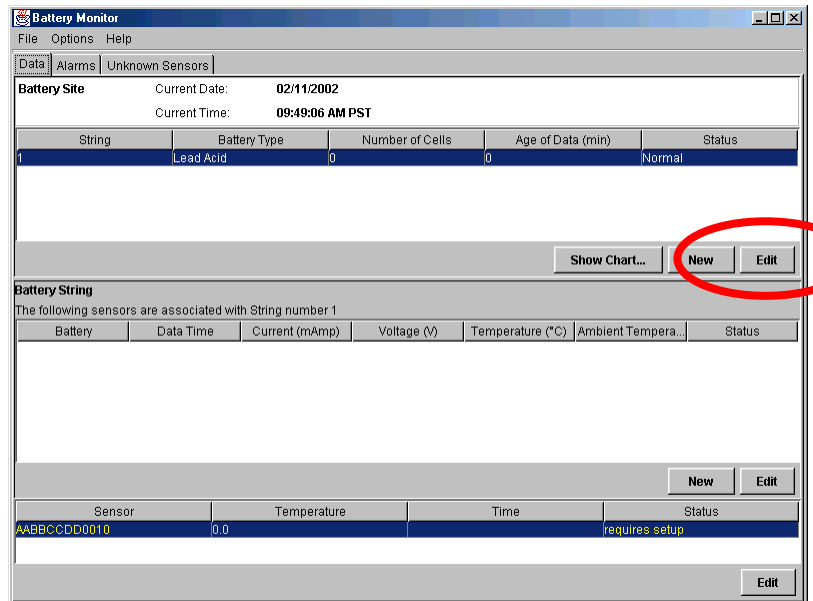 Battery Monitor
File Options Help
Data Alarms Unknown Sensors
Battery Site Current Date: 02/11/2002
Current Time: 09:49:06 AM PST
String Battery Type Number of Cells Age of Data (min) Status
1 Lead Acid 0 0 Normal
Show Chart... New Edit
Battery String
The following sensors are associated with String number 1
Battery Data Time Current (mAmp) Voltage (V) Temperature (°C) Ambient Tempera... Status
New Edit
Sensor Temperature Time Status
AABBCCDD0010 0.0 requires setup
Edit